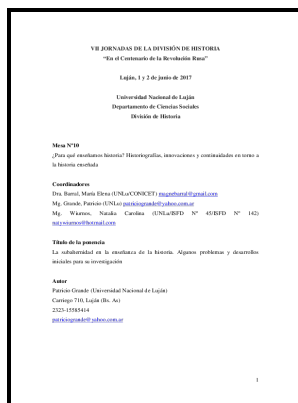 VII JORNADAS DE LA DIVISIÓN DE HISTORIA
"En el Centenario de la Revolución Rusa"
Luján, 1 y 2 de junio de 2017
Universidad Nacional de Luján
Departamento de Ciencias Sociales
División de Historia
Mesa N°10
¿Para qué enseñamos historia? Historiografías, innovaciones y continuidades en torno a
la historia enseñada
Coordinadores
Dra. Barral, María Elena (UNLu/CONICET) magnebarral@gmail.com
Mg. Grande, Patricio (UNLu) patriciogrande@yahoo.com.ar
Mg. Wiurnos, Natalia Carolina (UNLu/ISFD N° 45/ISFD N° 142)
natywiurnos@hotmail.com
Título de la ponencia
La subalternidad en la enseñanza de la historia. Algunos problemas y desarrollos
iniciales para su investigación
Autor
Patricio Grande (Universidad Nacional de Luján)
Carriego 710, Luján (Bs. As)
2323-15585414
patriciogrande@yahoo.com.ar
1